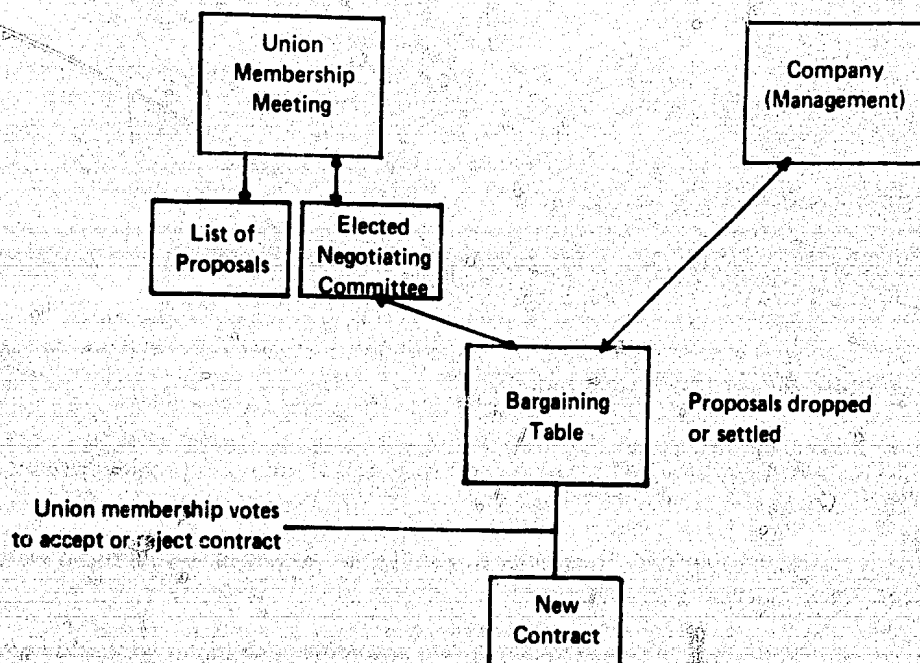 Union
Membership
Meeting
Company
(Management)
List of
Proposals
Elected
Negotiating
Committee
Bargaining
Table
Proposals dropped
or settled
Union membership votes
to accept or reject contract
New
Contract